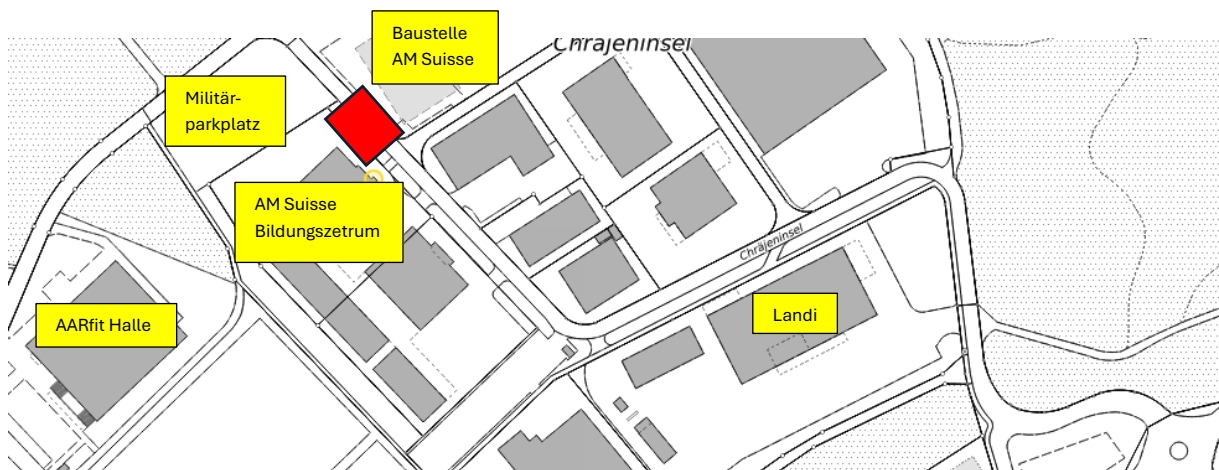 Baustelle
AM Suisse
Chräjeninsel
Militär-
parkplatz
AM Suisse
Bildungszetrum
Chräjeninsel
AARfit Halle
Landi